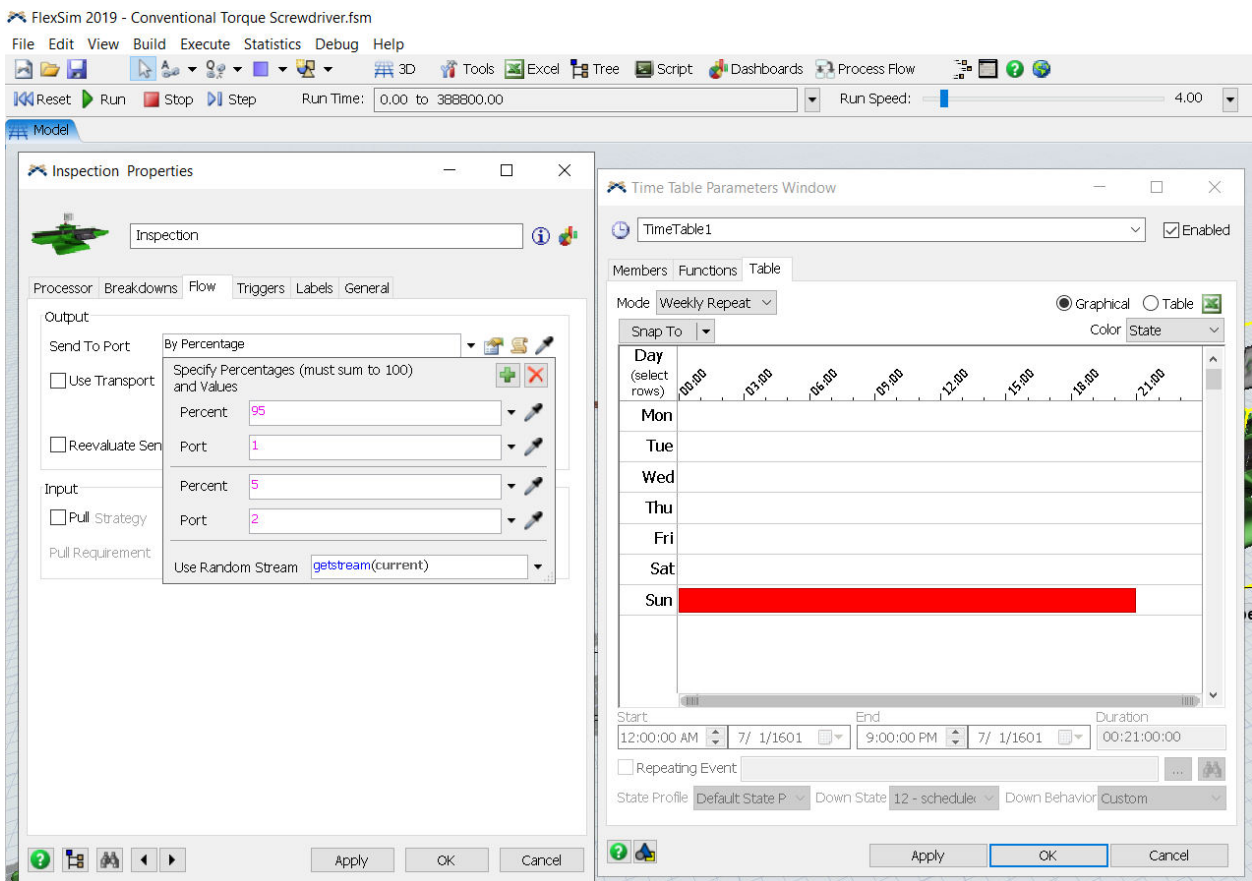 FlexSim 2019 - Conventional Torque Screwdriver.fsm
File Edit View Build Execute Statistics Debug Help
3D Tools Excel Tree Script Dashboards Process Flow
Reset Run Stop Step Run Time: 0.00 to 388800.00 Run Speed: 4.00
Model
Inspection Properties
Inspection
Processor Breakdowns Flow Triggers Labels General
Output
Send To Port By Percentage
Use Transport
Specify Percentages (must sum to 100)
and Values
Percent 95
Reevaluate Sen
Port 1
Input
Percent 5
Pull Strategy
Port 2
Pull Requirement
Use Random Stream getstream(current)
Apply OK Cancel
Time Table Parameters Window
TimeTable1 Enabled
Members Functions Table
Mode Weekly Repeat Graphical Table
Snap To Color State
Day
(select
rows)
00:00 03:00 06:00 09:00 12:00 15:00 18:00 21:00
Mon
Tue
Wed
Thu
Fri
Sat
Sun
Start End Duration
12:00:00 AM 7/ 1/1601 9:00:00 PM 7/ 1/1601 00:21:00:00
Repeating Event ...
State Profile Default State P Down State 12 - schedule Down Behavior Custom
Apply OK Cancel